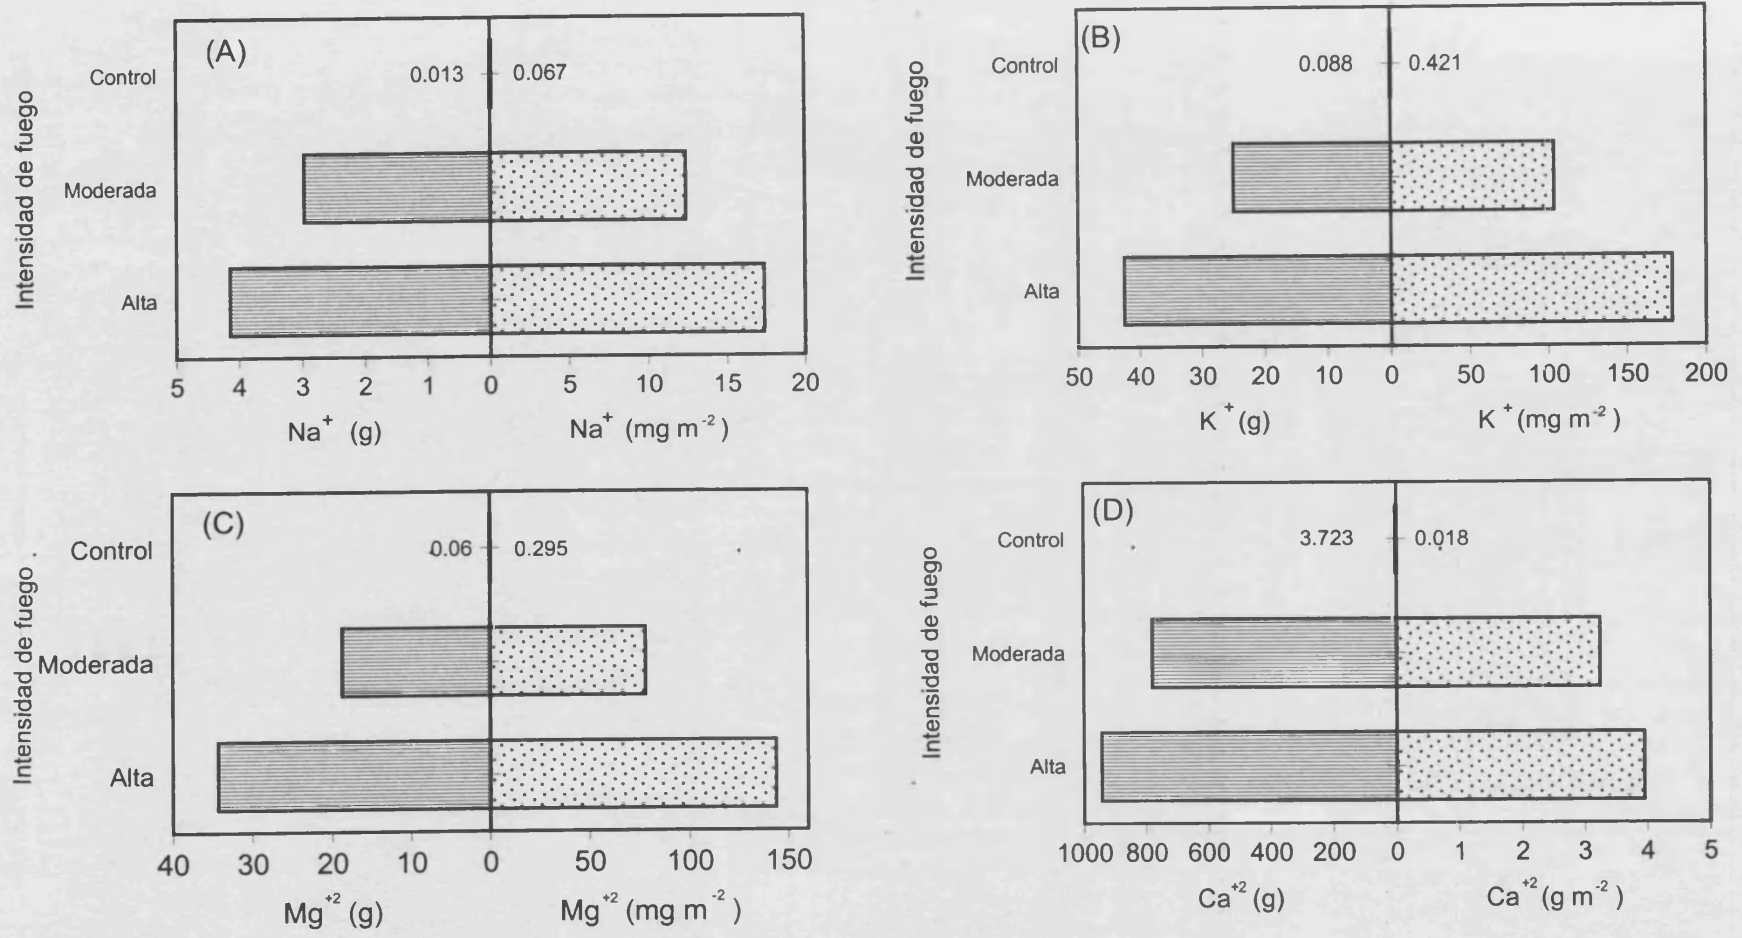 (A)
Intensidad de fuego
Control
0.013
0.067
Moderada
Alta
5 4 3 2 1 0 5 10 15 20
Na+ (g)
Na+ (mg m-2)
(B)
Intensidad de fuego
Control
0.088
0.421
Moderada
Alta
50 40 30 20 10 0 50 100 150 200
K+ (g)
K+ (mg m-2)
(C)
Intensidad de fuego
Control
0.06
0.295
Moderada
Alta
40 30 20 10 0 50 100 150
Mg+2 (g)
Mg+2 (mg m-2)
(D)
Intensidad de fuego
Control
3.723
0.018
Moderada
Alta
1000 800 600 400 200 0 1 2 3 4 5
Ca+2 (g)
Ca+2 (g m-2)